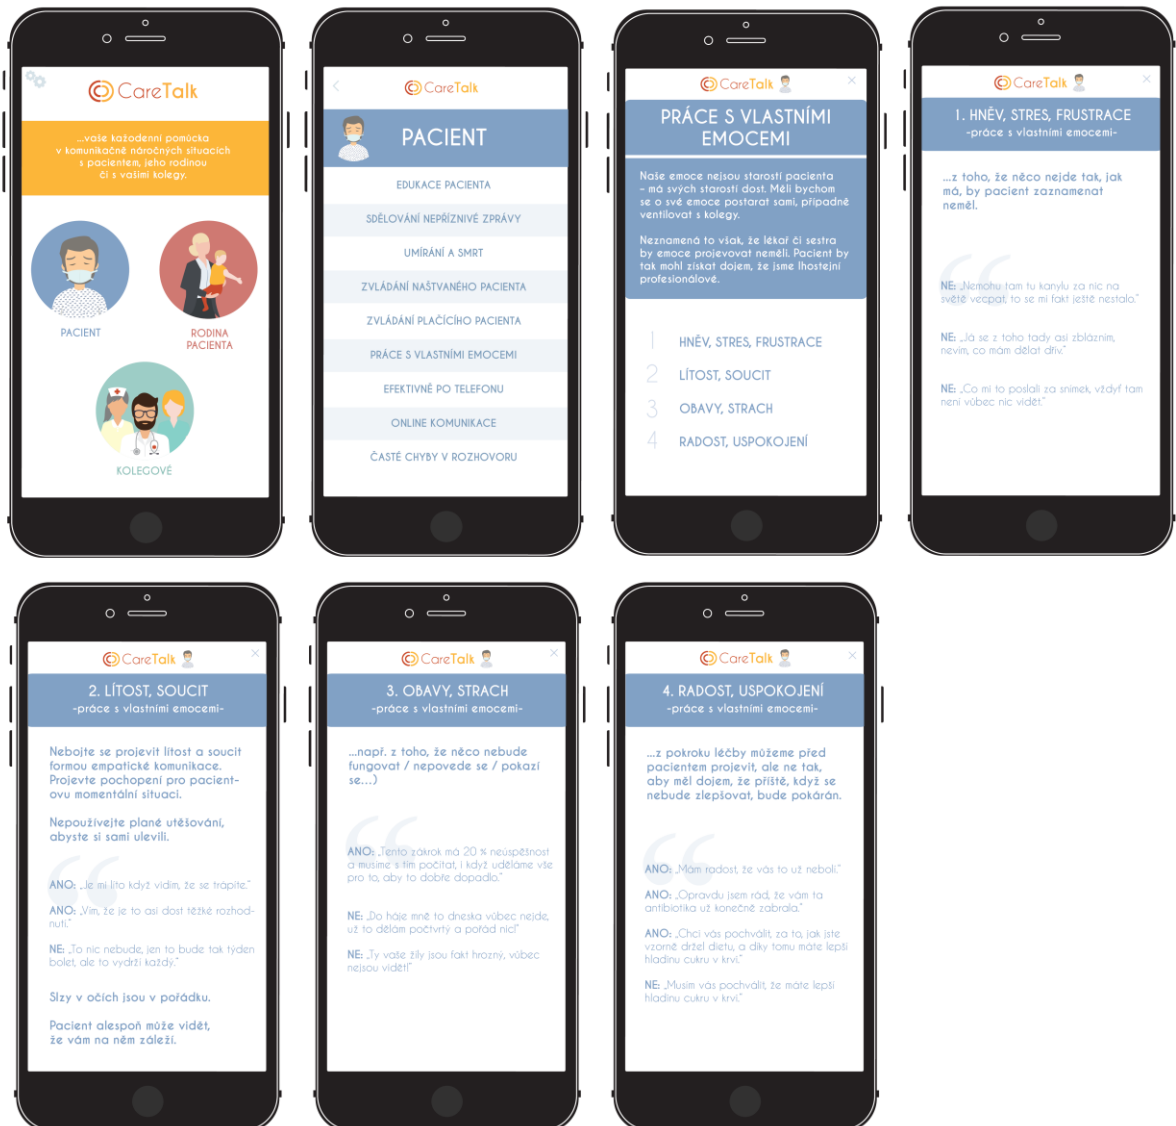 CareTalk
...vaše každodenní pomůcka
v komunikačně náročných situacích
s pacientem, jeho rodinou
či s vašimi kolegy.
PACIENT
RODINA
PACIENTA
KOLEGOVÉ
CareTalk
PACIENT
EDUKACE PACIENTA
SDĚLOVÁNÍ NEPŘÍZNIVÉ ZPRÁVY
UMÍRÁNÍ A SMRT
ZVLÁDÁNÍ NAŠTVANÉHO PACIENTA
ZVLÁDÁNÍ PLAČÍCÍHO PACIENTA
PRÁCE S VLASTNÍMI EMOCEMI
EFEKTIVNĚ PO TELEFONU
ONLINE KOMUNIKACE
ČASTÉ CHYBY V ROZHOVORU
CareTalk
PRÁCE S VLASTNÍMI
EMOCEMI
Naše emoce nejsou starostí pacienta
– má svých starostí dost. Měli bychom
se o své emoce postarat sami, případně
ventilovat s kolegy.
Neznamená to však, že lékař či sestra
by emoce projevovat neměli. Pacient by
tak mohl získat dojem, že jsme lhostejní
profesionálové.
1 HNĚV, STRES, FRUSTRACE
2 LÍTOST, SOUCIT
3 OBAVY, STRACH
4 RADOST, USPOKOJENÍ
CareTalk
1. HNĚV, STRES, FRUSTRACE
-práce s vlastními emocemi-
...z toho, že něco nejde tak, jak
má, by pacient zaznamenat
neměl.
NE: „Nemohu tam tu kanylu za nic na
světě vecpat, to se mi fakt ještě nestalo."
NE: „Já se z toho tady asi zblázním,
nevím, co mám dělat dřív."
NE: „Co mi to poslali za snímek, vždyť tam
není vůbec nic vidět."
CareTalk
2. LÍTOST, SOUCIT
-práce s vlastními emocemi-
Nebojte se projevit lítost a soucit
formou empatické komunikace.
Projevte pochopení pro pacient-
ovu momentální situaci.
Nepoužívejte plané utěšování,
abyste si sami ulevili.
ANO: „Je mi líto když vidím, že se trápíte."
ANO: „Vím, že je to asi dost těžké rozhod-
nutí."
NE: „To nic nebude, jen to bude tak týden
bolet, ale to vydrží každý."
Slzy v očích jsou v pořádku.
Pacient alespoň může vidět,
že vám na něm záleží.
CareTalk
3. OBAVY, STRACH
-práce s vlastními emocemi-
...např. z toho, že něco nebude
fungovat / nepovede se / pokazí
se...)
ANO: „Tento zákrok má 20 % neúspěšnost
a musíme s tím počítat, i když uděláme vše
pro to, aby to dobře dopadlo."
NE: „Do háje mně to dneska vůbec nejde,
už to dělám počtvrtý a pořád nic!"
NE: „Ty vaše žíly jsou fakt hrozný, vůbec
nejsou vidět!"
CareTalk
4. RADOST, USPOKOJENÍ
-práce s vlastními emocemi-
...z pokroku léčby můžeme před
pacientem projevit, ale ne tak,
aby měl dojem, že příště, když se
nebude zlepšovat, bude pokárán.
ANO: „Mám radost, že vás to už nebolí."
ANO: „Opravdu jsem rád, že vám ta
antibiotika už konečně zabrala."
ANO: „Chci vás pochválit, za to, jak jste
vzorně držel dietu, a díky tomu máte lepší
hladinu cukru v krvi."
NE: „Musím vás pochválit, že máte lepší
hladinu cukru v krvi."